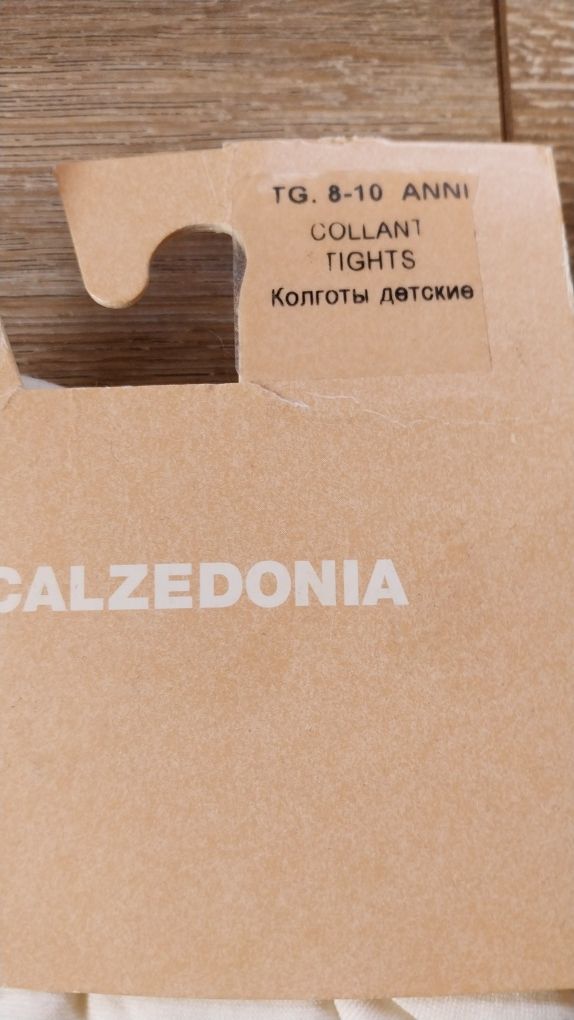 TG. 8-10 ANNI
COLLANT
TIGHTS
Колготы детские
CALZEDONIA